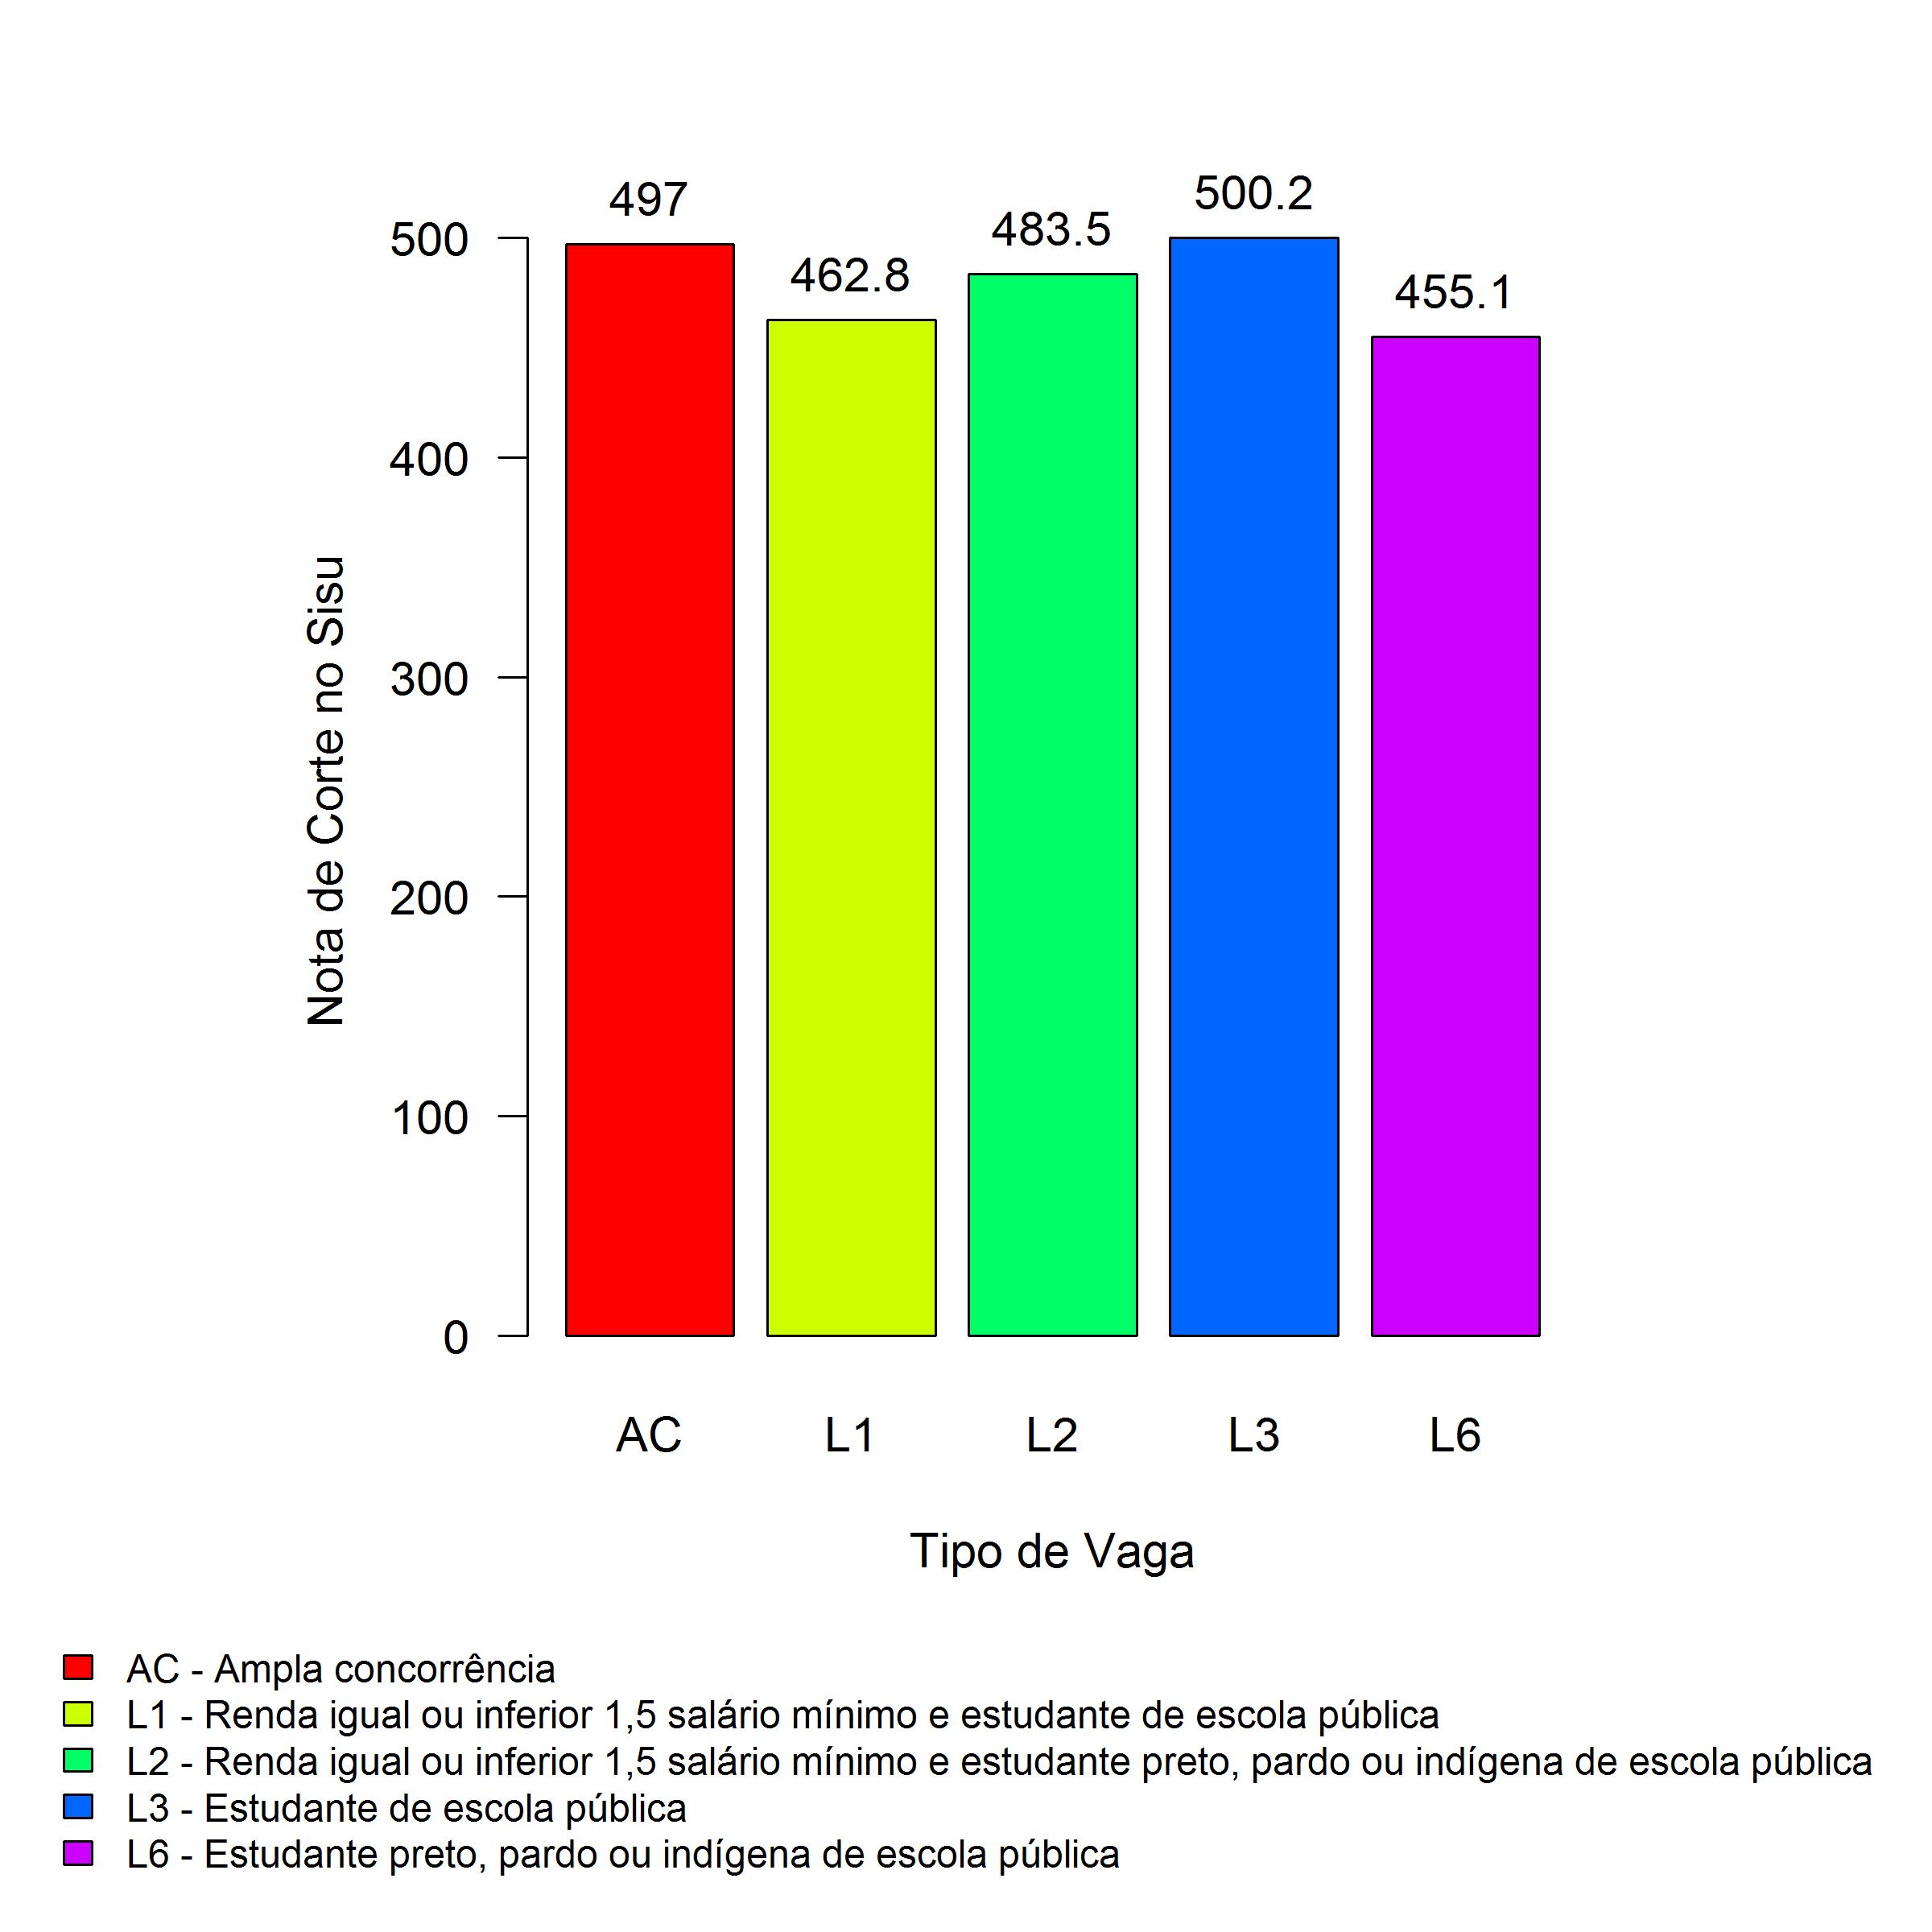 497
462.8
483.5
500.2
455.1
500
400
300
200
100
0
Nota de Corte no Sisu
AC
L1
L2
L3
L6
Tipo de Vaga
AC - Ampla concorrência
L1 - Renda igual ou inferior 1,5 salário mínimo e estudante de escola pública
L2 - Renda igual ou inferior 1,5 salário mínimo e estudante preto, pardo ou indígena de escola pública
L3 - Estudante de escola pública
L6 - Estudante preto, pardo ou indígena de escola pública